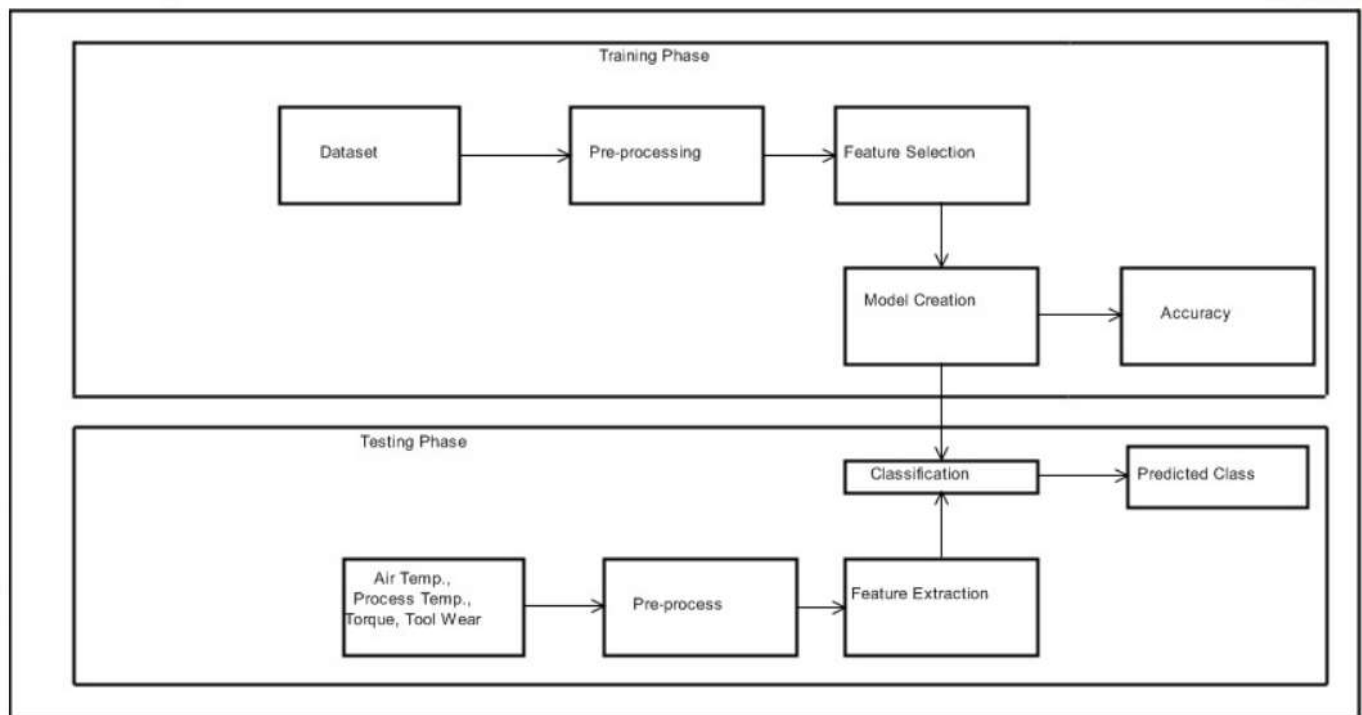 Training Phase
Dataset
Pre-processing
Feature Selection
Model Creation
Accuracy
Testing Phase
Classification
Predicted Class
Air Temp.,
Process Temp.,
Torque, Tool Wear
Pre-process
Feature Extraction